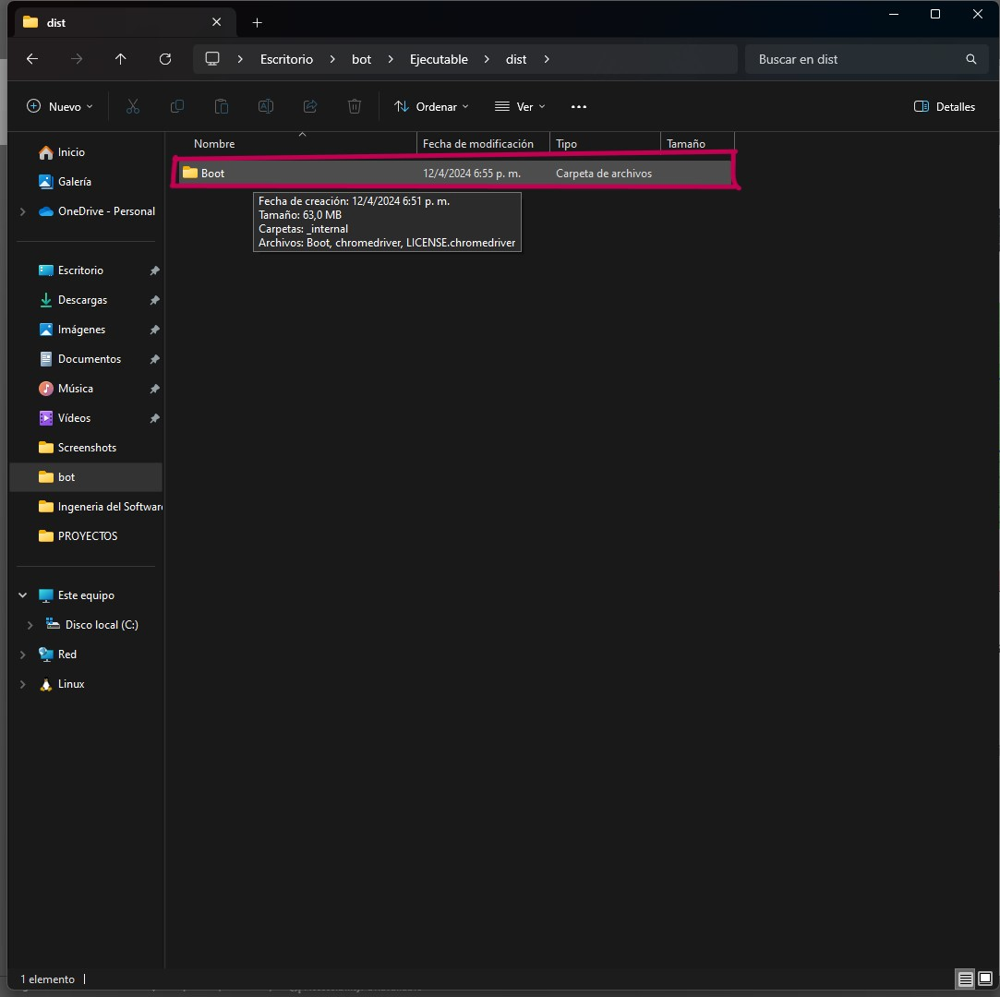 dist
Escritorio > bot > Ejecutable > dist >
Buscar en dist
Nuevo
Ordenar
Ver
Detalles
Nombre
Fecha de modificación
Tipo
Tamaño
Boot
12/4/2024 6:55 p. m.
Carpeta de archivos
Fecha de creación: 12/4/2024 6:51 p. m.
Tamaño: 63,0 MB
Carpetas: _internal
Archivos: Boot, chromedriver, LICENSE.chromedriver
Inicio
Galería
OneDrive - Personal
Escritorio
Descargas
Imágenes
Documentos
Música
Vídeos
Screenshots
bot
Ingeneria del Software
PROYECTOS
Este equipo
Disco local (C:)
Red
Linux
1 elemento